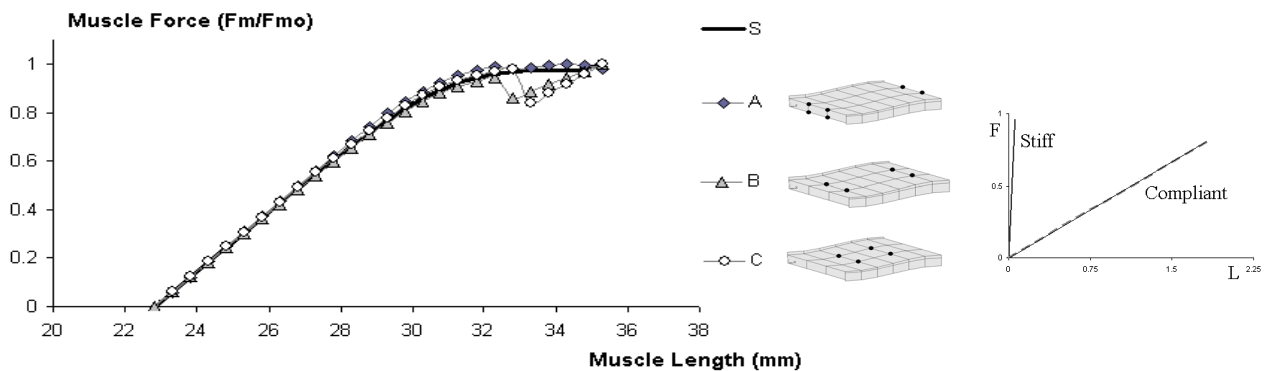 Muscle Force (Fm/Fmo)
1
0.8
0.6
0.4
0.2
0
20 22 24 26 28 30 32 34 36 38
Muscle Length (mm)
S
A
B
C
1
F
Stiff
0.5
Compliant
0
0 0.75 1.5 2.25
L